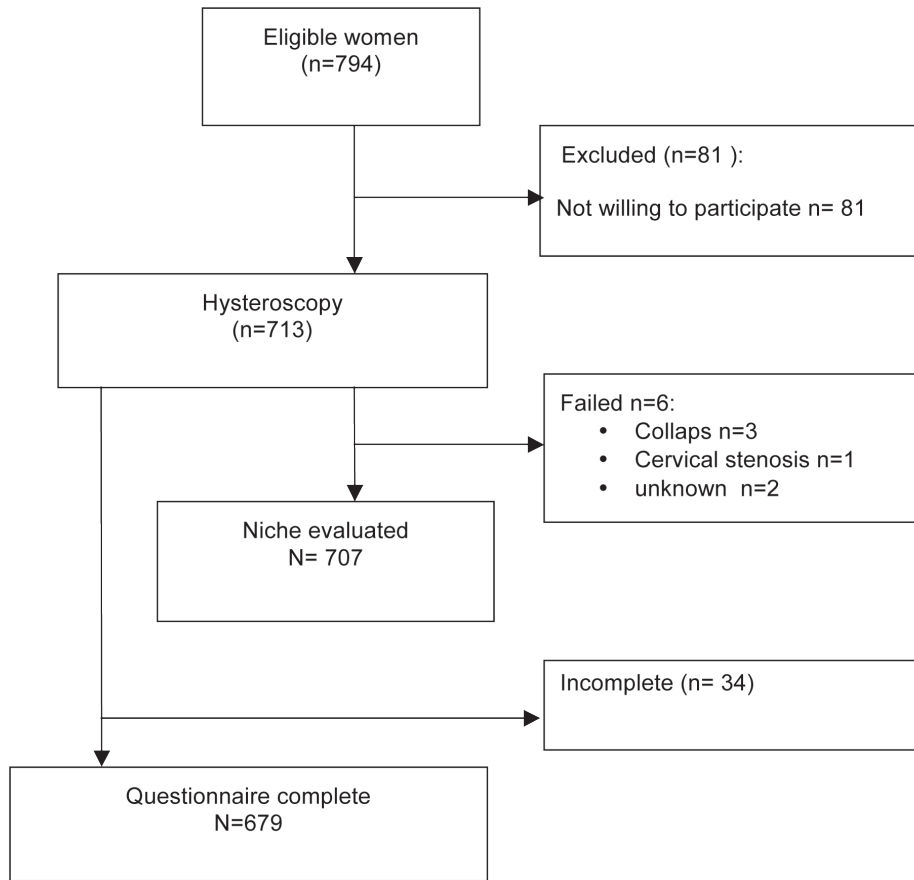 Eligible women
(n=794)
Excluded (n=81 ):
Not willing to participate n= 81
Hysteroscopy
(n=713)
Failed n=6:
• Collaps n=3
• Cervical stenosis n=1
• unknown n=2
Niche evaluated
N= 707
Incomplete (n= 34)
Questionnaire complete
N=679